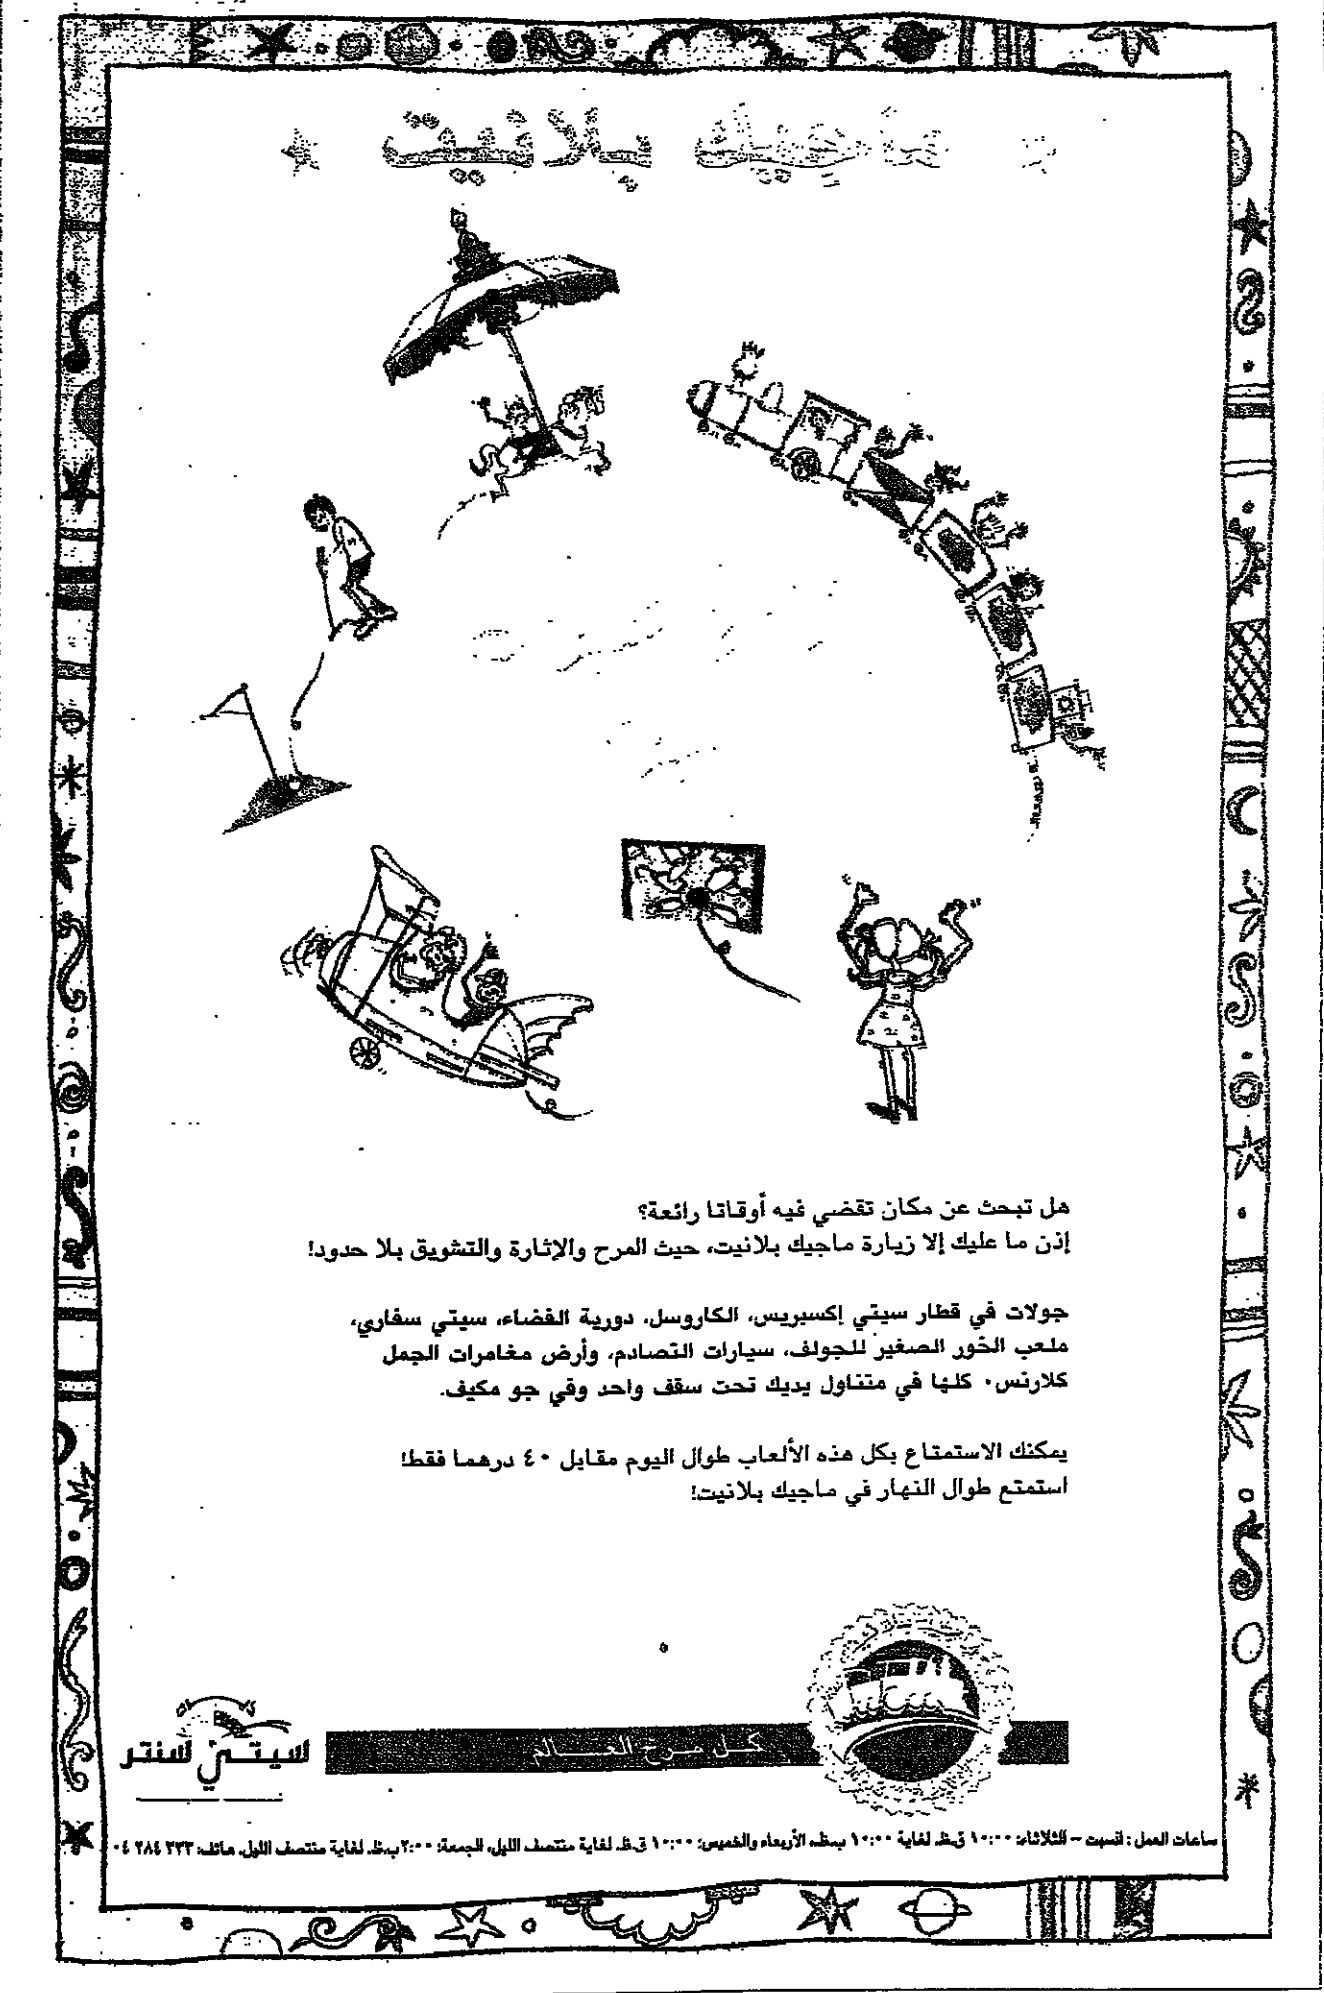 ماجيك بلانيت
هل تبحث عن مكان تقضي فيه أوقاتا رائعة؟
إذن ما عليك إلا زيارة ماجيك بلانيت، حيث المرح والإثارة والتشويق بلا حدود!
جولات في قطار سيتي إكسبريس، الكاروسل، دورية الفضاء، سيتي سفاري،
ملعب الخور الصغير للجولف، سيارات التصادم، وأرض مغامرات الجمل
كلارنس. كلها في متناول يديك تحت سقف واحد وفي جو مكيف.
يمكنك الاستمتاع بكل هذه الألعاب طوال اليوم مقابل ٤٠ درهما فقط!
استمتع طوال النهار في ماجيك بلانيت!
سيتي سنتر
ساعات العمل : السبت – الثلاثاء: ١٠:٠٠ ق.ظ. لغاية ١٠:٠٠ ب.ظ. الأربعاء والخميس: ١٠:٠٠ ق.ظ. لغاية منتصف الليل، الجمعة: ٢:٠٠ ب.ظ. لغاية منتصف الليل. هاتف: ٣٣٣ ٢٨٤ ٠٤